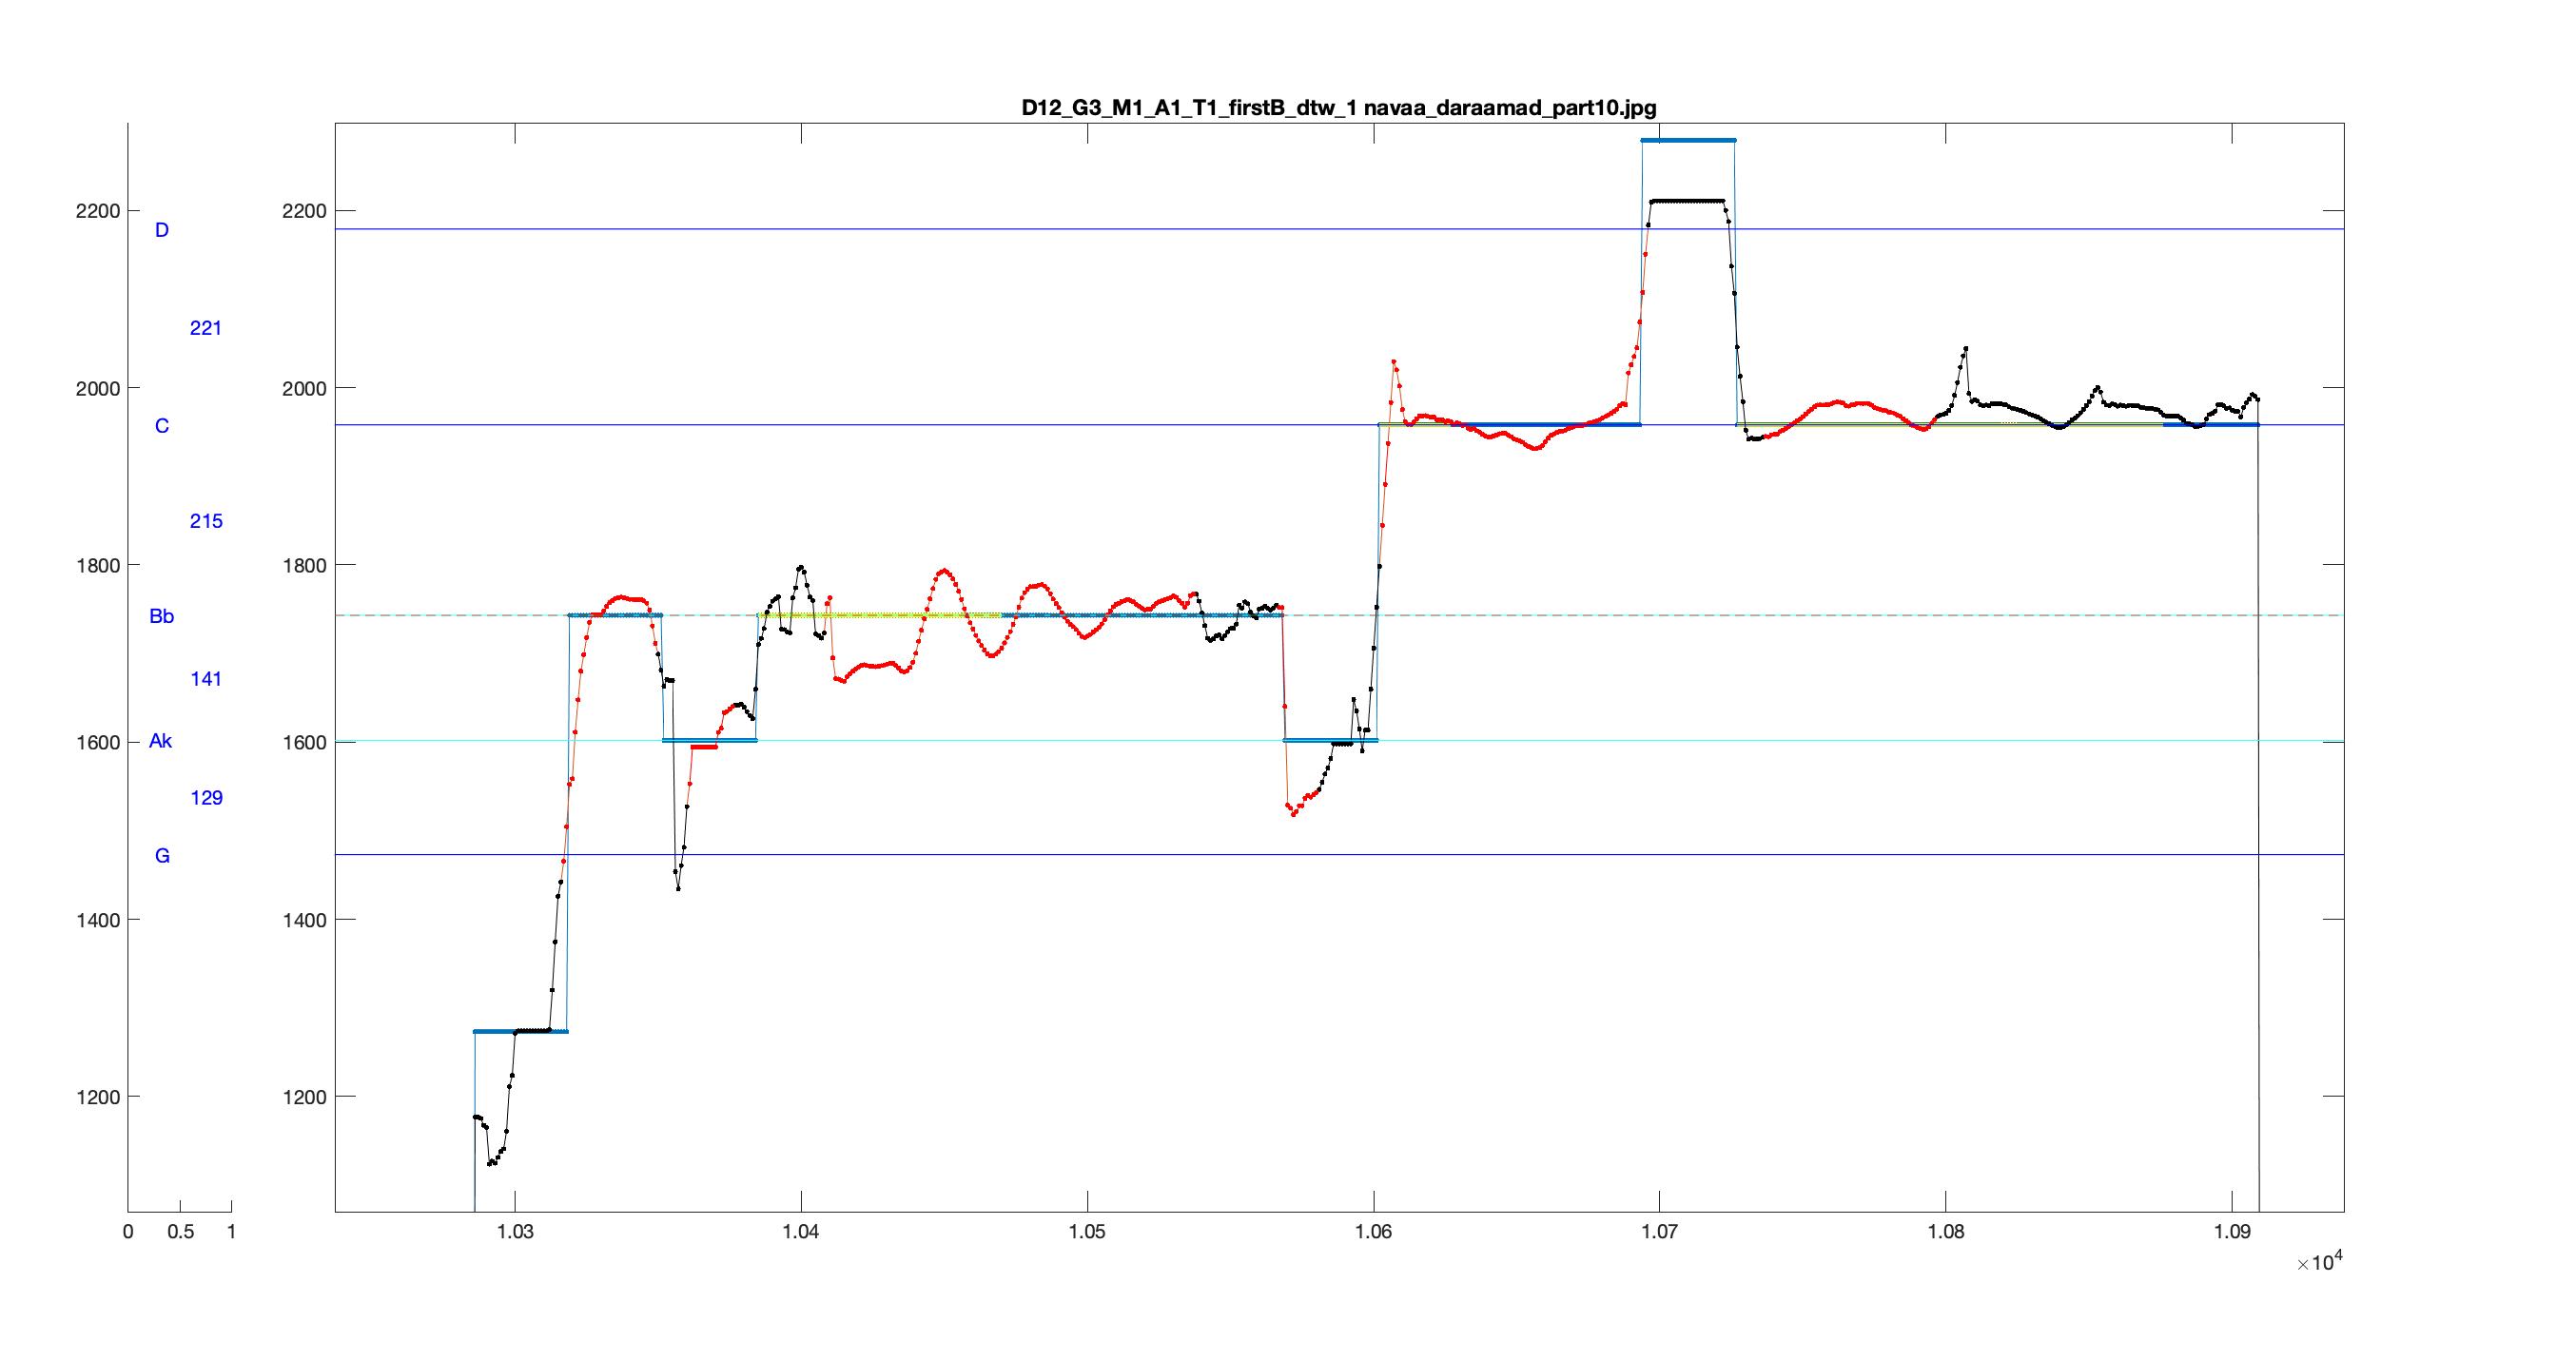 D12_G3_M1_A1_T1_firstB_dtw_1 navaa_daraamad_part10.jpg
2200 D 2200
221
2000 2000
C
215
1800 1800
Bb
141
1600 Ak 1600
129
G
1400 1400
1200 1200
0 0.5 1 1.03 1.04 1.05 1.06 1.07 1.08 1.09
×10^4